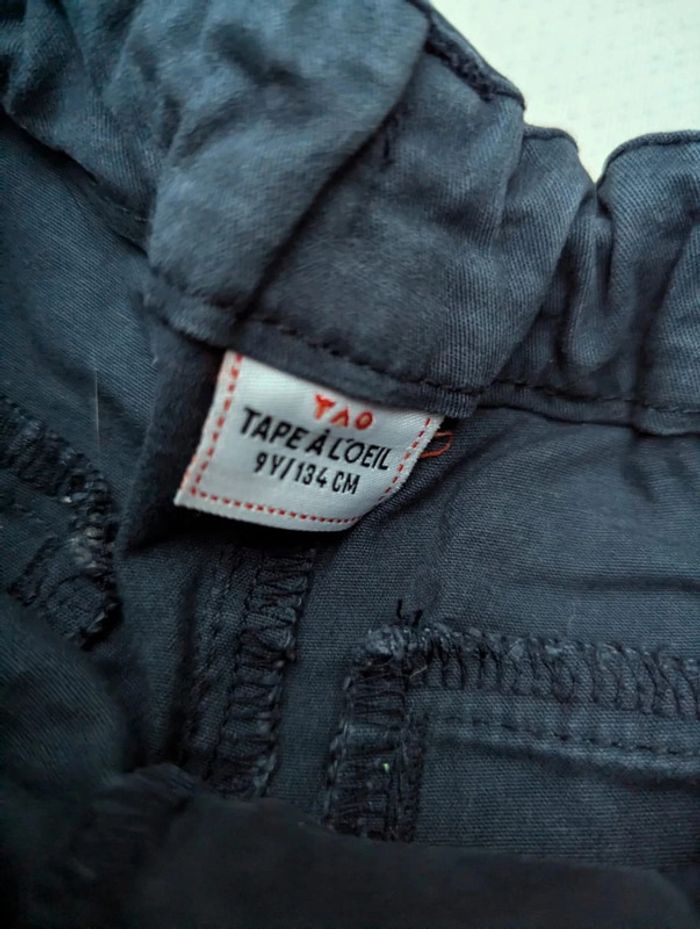 TAO
TAPE À L'OEIL
9Y/134 CM